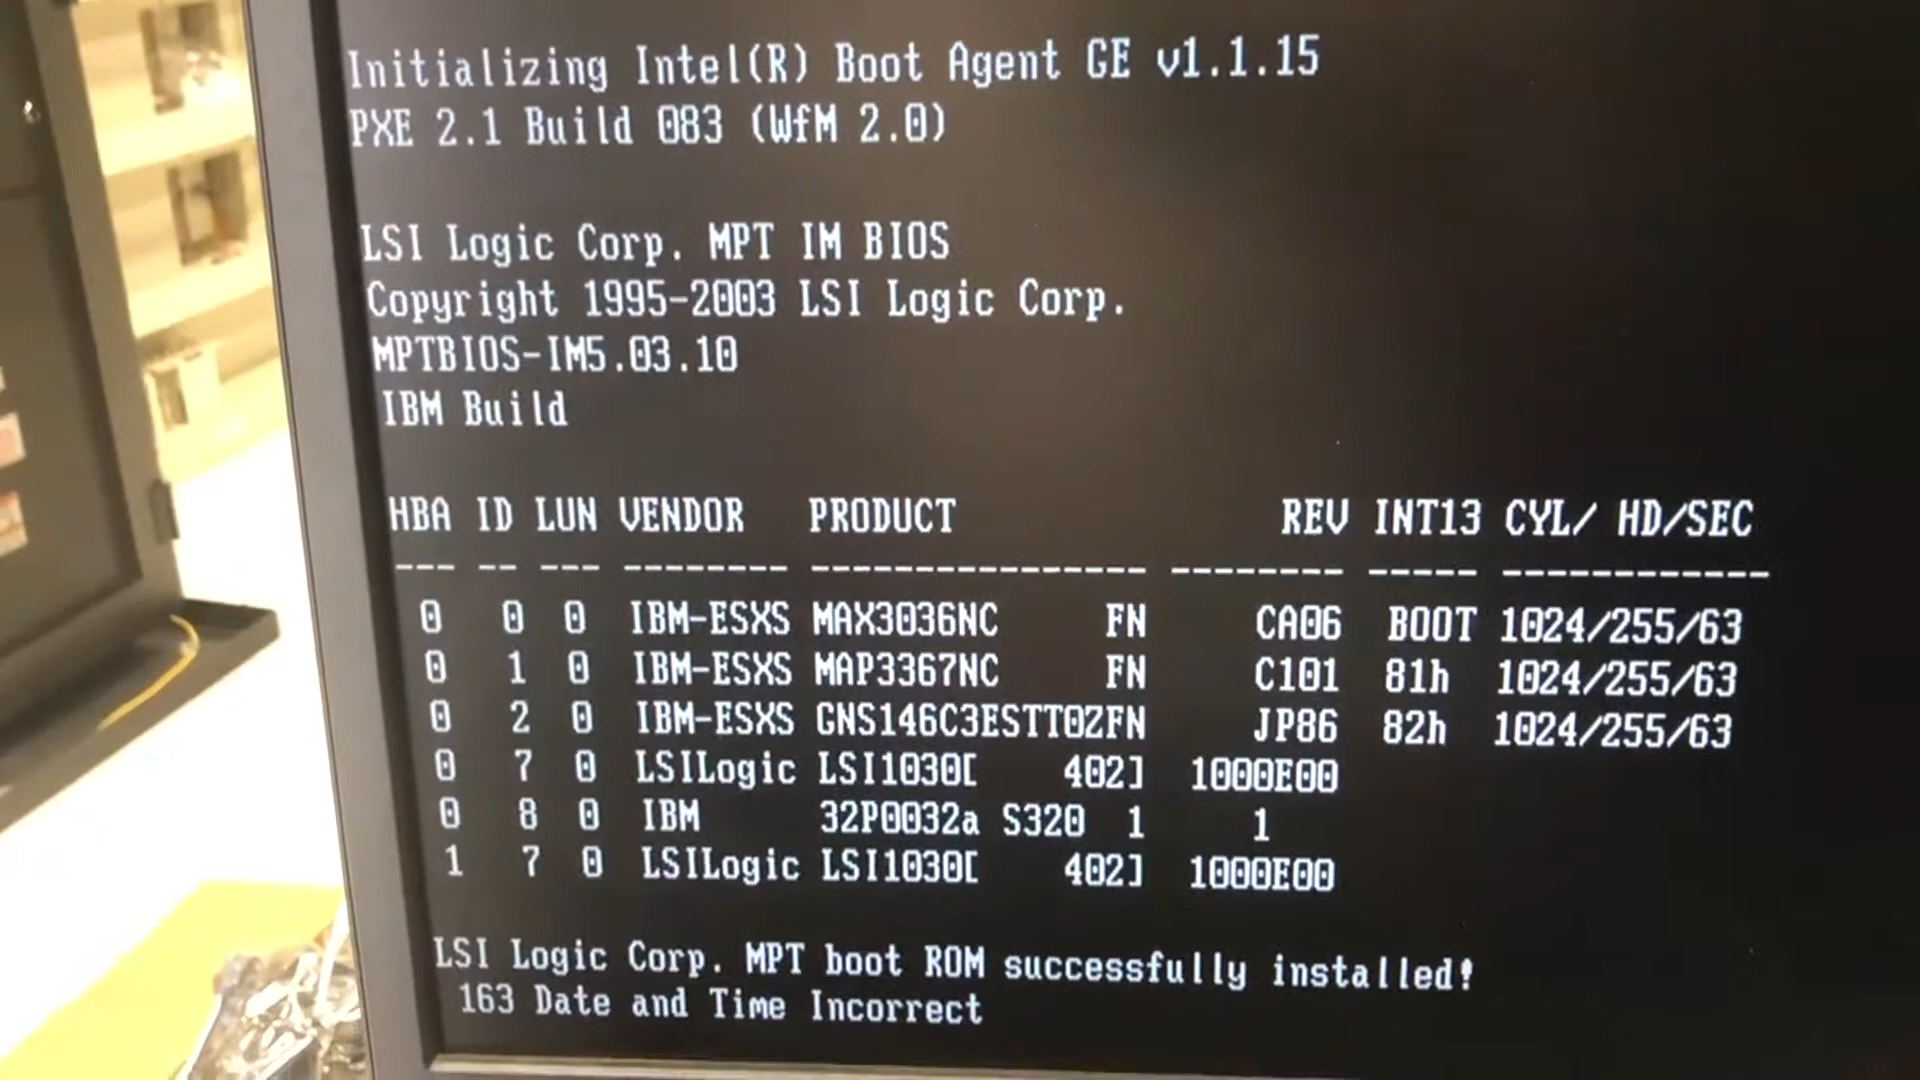 Initializing Intel(R) Boot Agent GE v1.1.15
PXE 2.1 Build 083 (WfM 2.0)
LSI Logic Corp. MPT IM BIOS
Copyright 1995-2003 LSI Logic Corp.
MPTBIOS-IM5.03.10
IBM Build
HBA ID LUN VENDOR PRODUCT REV INT13 CYL/ HD/SEC
--- -- --- -------- ---------------- -------- ----- ------------
0 0 0 IBM-ESXS MAX3036NC FN CA06 BOOT 1024/255/63
0 1 0 IBM-ESXS MAP3367NC FN C101 81h 1024/255/63
0 2 0 IBM-ESXS GNS146C3ESTT0ZFN JP86 82h 1024/255/63
0 7 0 LSILogic LSI1030[ 402] 1000E00
0 8 0 IBM 32P0032a S320 1 1
1 7 0 LSILogic LSI1030[ 402] 1000E00
LSI Logic Corp. MPT boot ROM successfully installed!
163 Date and Time Incorrect